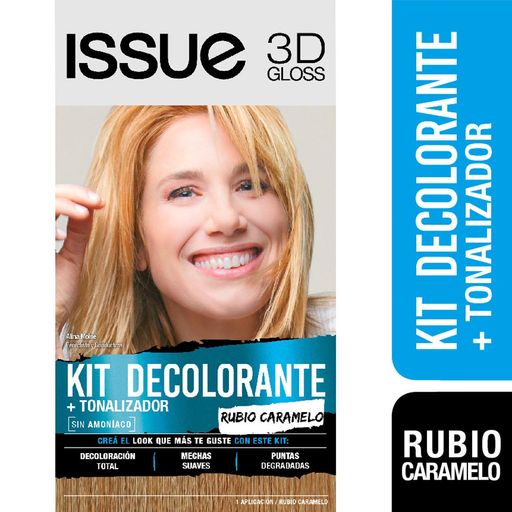 ISSUE
3D
GLOSS
KIT DECOLORANTE
+ TONALIZADOR
SIN AMONÍACO
RUBIO CARAMELO
CREÁ EL LOOK QUE MÁS TE GUSTE CON ESTE KIT:
DECOLORACIÓN
TOTAL
MECHAS
SUAVES
PUNTAS
DEGRADADAS
1 APLICACIÓN / RUBIO CARAMELO
KIT DECOLORANTE
+ TONALIZADOR
RUBIO
CARAMELO